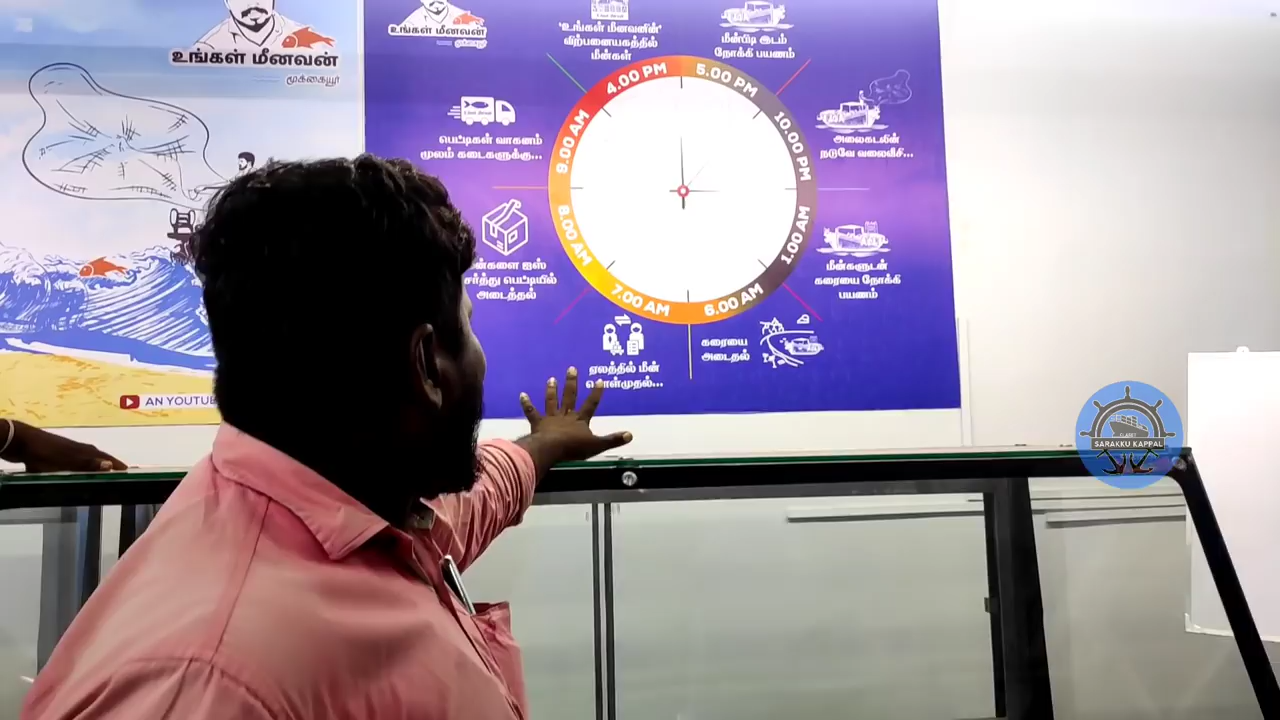 உங்கள் மீனவன்
மூக்கையூர்
AN YOUTUB
உங்கள் மீனவன்
மூக்கையூர்
'உங்கள் மீனவனின்'
விற்பனையகத்தில்
மீன்கள்
மீன்பிடி இடம்
நோக்கி பயணம்
அலைகடலின்
நடுவே வலைவீசி...
மீன்களுடன்
கரையை நோக்கி
பயணம்
கரையை
அடைதல்
ஏலத்தில் மீன்
ஐஸ்
பெட்டியில்
அடைத்தல்
பெட்டிகள் வாகனம்
மூலம் கடைகளுக்கு...
4.00 PM
5.00 PM
10.00 PM
1.00 AM
6.00 AM
7.00 AM
8.00 AM
9.00 AM
SARAKKU KAPPAL